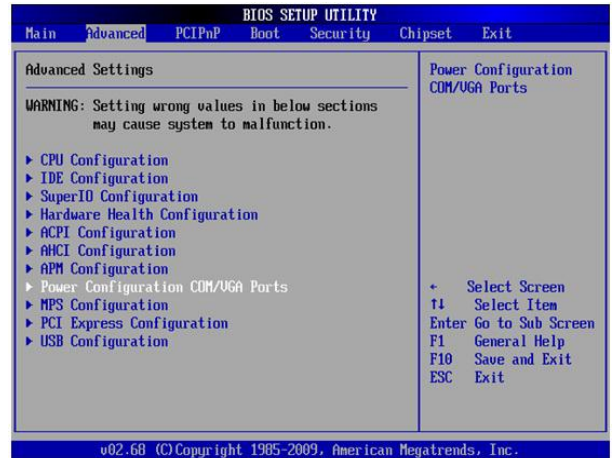 BIOS SETUP UTILITY
Main Advanced PCIPnP Boot Security Chipset Exit
Advanced Settings
WARNING: Setting wrong values in below sections
may cause system to malfunction.
CPU Configuration
IDE Configuration
SuperIO Configuration
Hardware Health Configuration
ACPI Configuration
AHCI Configuration
APM Configuration
Power Configuration COM/VGA Ports
MPS Configuration
PCI Express Configuration
USB Configuration
Power Configuration
COM/VGA Ports
← Select Screen
↑↓ Select Item
Enter Go to Sub Screen
F1 General Help
F10 Save and Exit
ESC Exit
v02.68 (C)Copyright 1985-2009, American Megatrends, Inc.